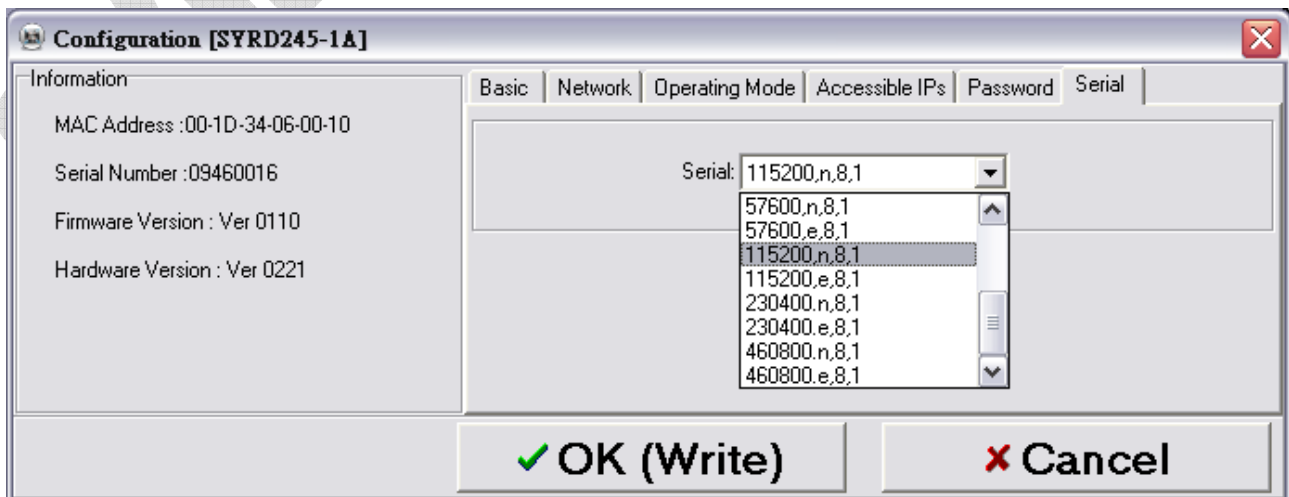 Configuration [SYRD245-1A]
Information
MAC Address :00-1D-34-06-00-10
Serial Number :09460016
Firmware Version : Ver 0110
Hardware Version : Ver 0221
Basic Network Operating Mode Accessible IPs Password Serial
Serial: 115200,n,8,1
57600,n,8,1
57600,e,8,1
115200,n,8,1
115200,e,8,1
230400.n,8,1
230400.e,8,1
460800.n,8,1
460800.e,8,1
OK (Write)
Cancel